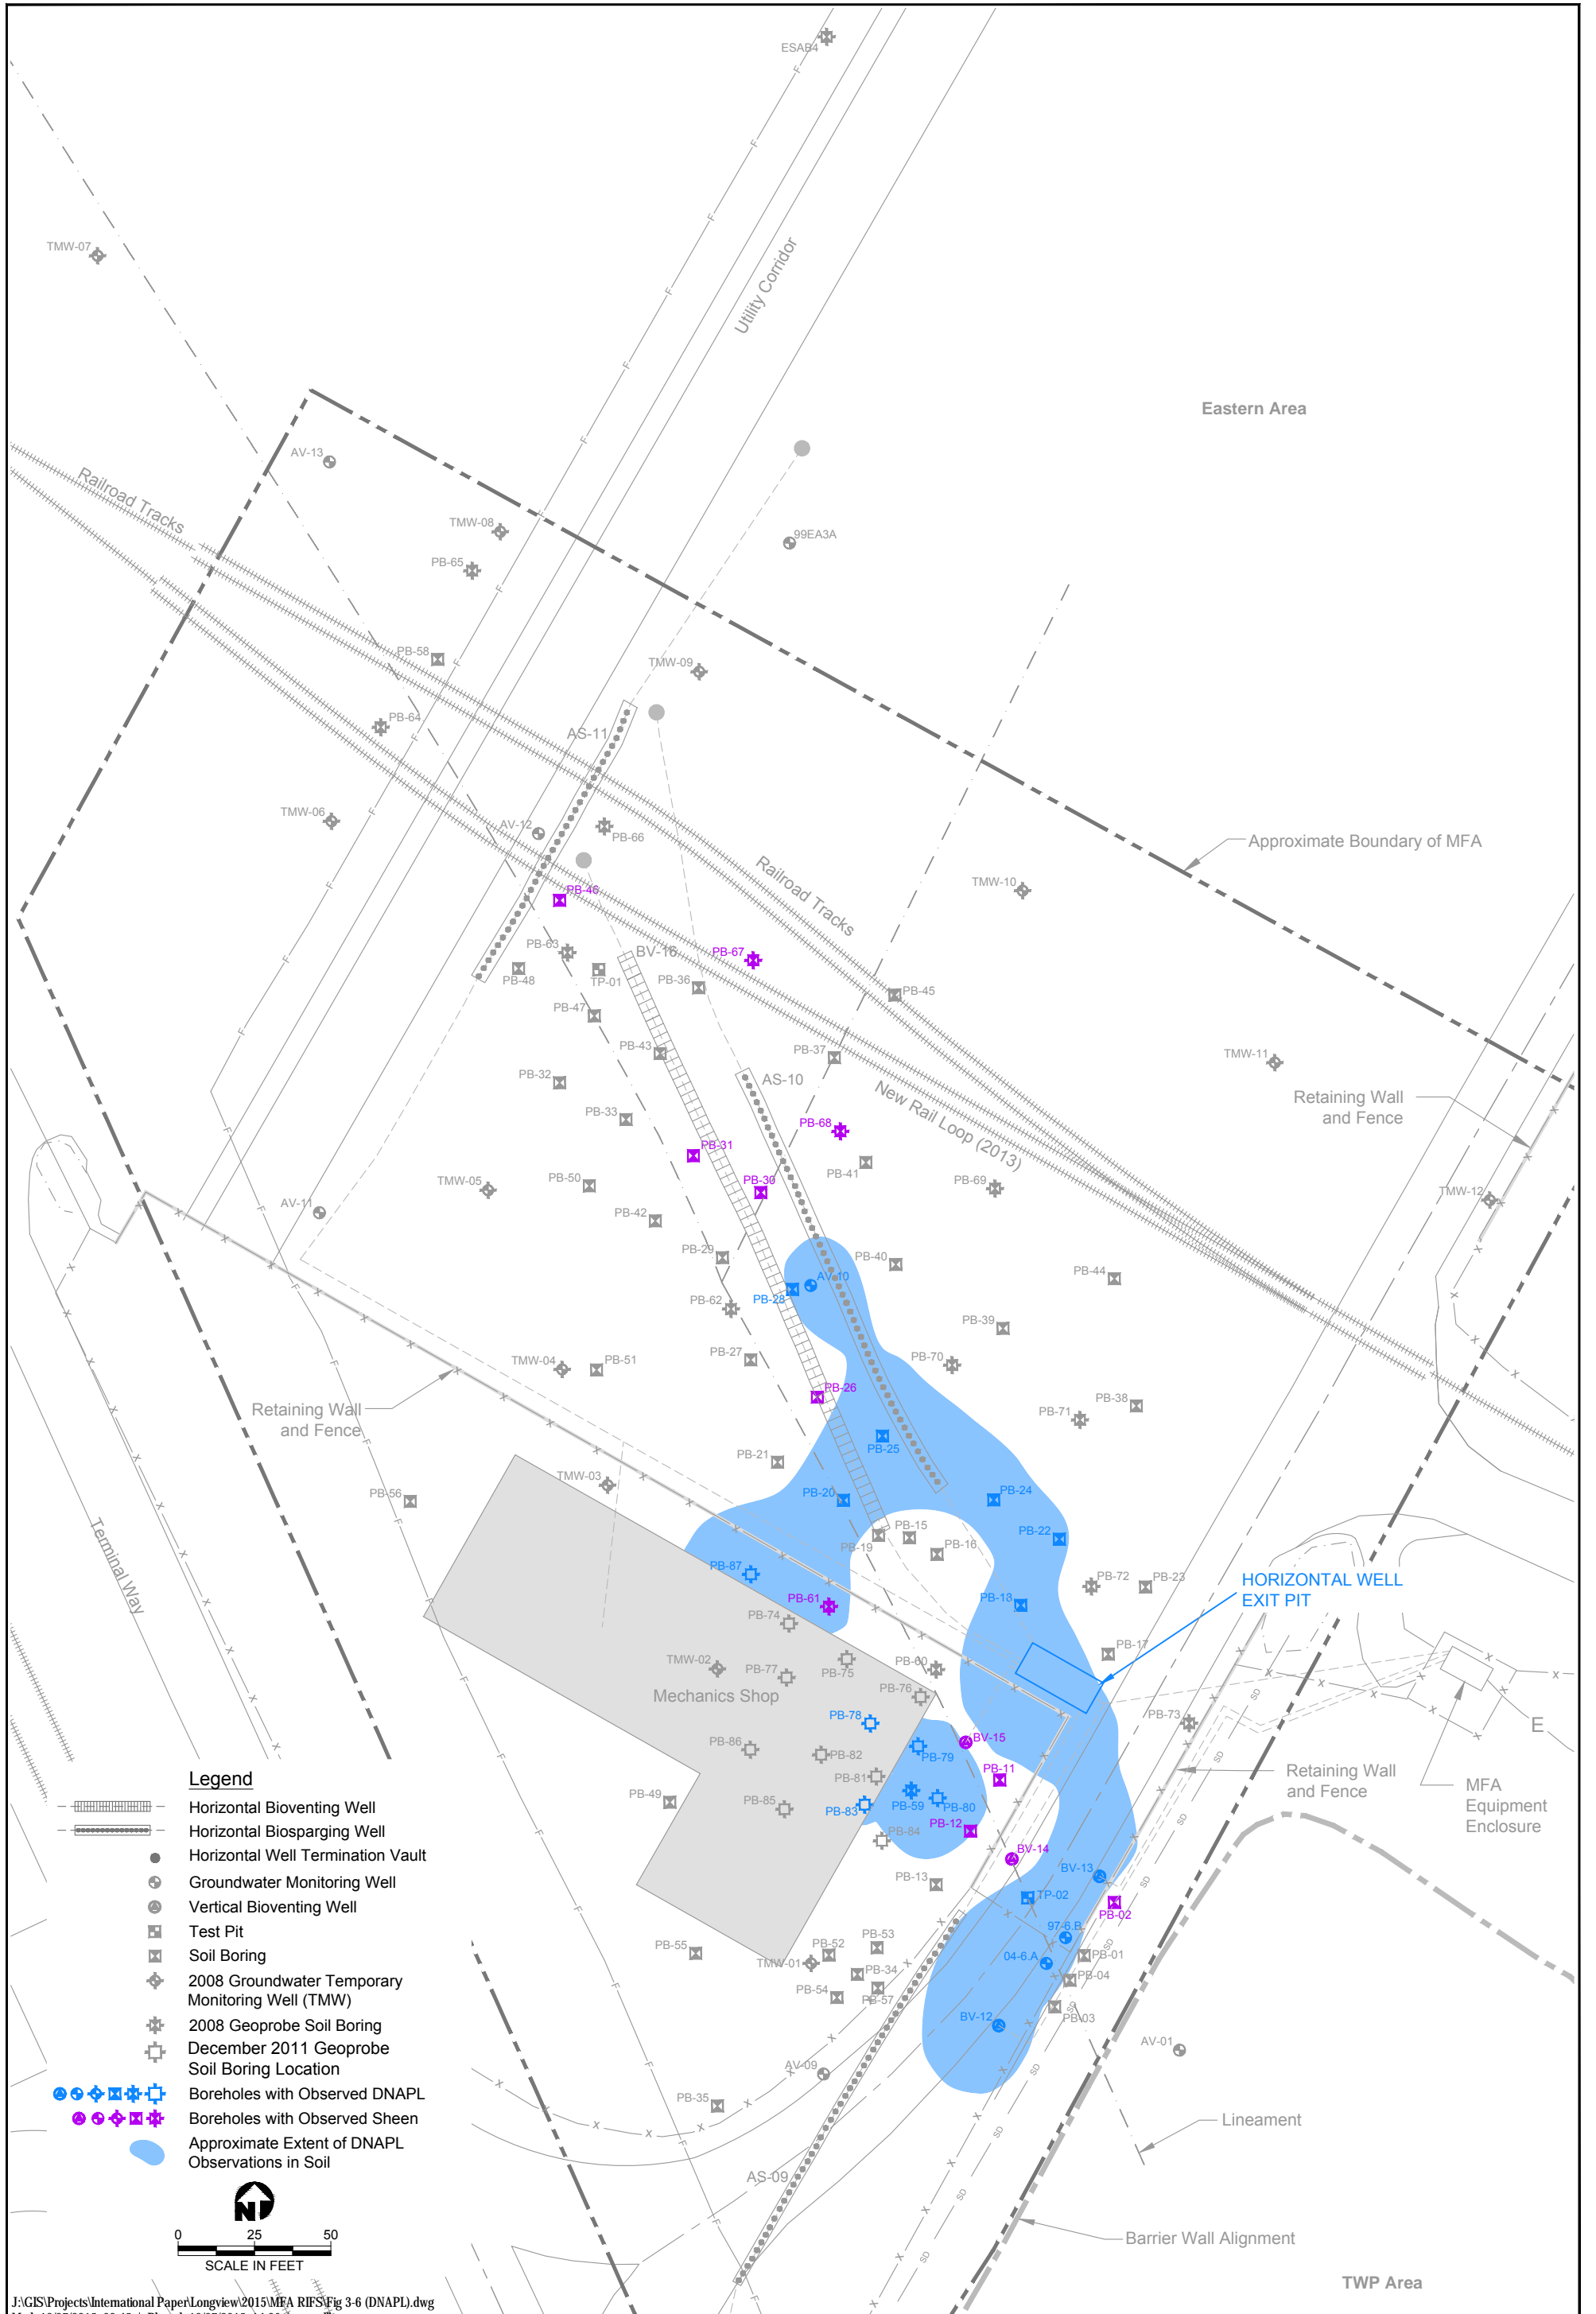 ESAB4
TMW-07
Utility Corridor
Eastern Area
AV-13
Railroad Tracks
TMW-08
99EA3A
PB-65
PB-58
TMW-09
PB-64
AS-11
TMW-06
AV-12
PB-66
Approximate Boundary of MFA
Railroad Tracks
TMW-10
PB-46
PB-63
BV-16
PB-67
PB-48
TP-01
PB-36
PB-45
PB-47
PB-43
PB-37
TMW-11
PB-32
AS-10
Retaining Wall
and Fence
PB-33
New Rail Loop (2013)
PB-68
PB-31
PB-41
PB-50
PB-30
PB-69
TMW-05
TMW-12
AV-11
PB-42
PB-29
PB-40
PB-44
AV-10
PB-28
PB-62
PB-39
PB-27
PB-70
TMW-04
PB-51
PB-26
PB-38
Retaining Wall
and Fence
PB-71
PB-25
PB-21
TMW-03
PB-56
PB-20
PB-24
Terminal Way
PB-19
PB-15
PB-16
PB-22
PB-87
PB-72
PB-23
HORIZONTAL WELL
EXIT PIT
PB-61
PB-18
PB-74
PB-17
TMW-02
PB-77
PB-75
PB-60
Mechanics Shop
PB-76
PB-78
PB-73
E
PB-86
PB-82
PB-79
BV-15
PB-81
PB-11
Retaining Wall
and Fence
MFA
Equipment
Enclosure
PB-49
PB-85
PB-83
PB-59
PB-80
PB-84
PB-12
BV-14
BV-13
PB-13
TP-02
PB-02
97-6.B
PB-55
PB-52
PB-53
TMW-01
PB-34
04-6.A
PB-01
PB-04
PB-54
PB-57
PB-03
BV-12
AV-01
AV-09
PB-35
Lineament
AS-09
Barrier Wall Alignment
TWP Area
Legend
Horizontal Bioventing Well
Horizontal Biosparging Well
Horizontal Well Termination Vault
Groundwater Monitoring Well
Vertical Bioventing Well
Test Pit
Soil Boring
2008 Groundwater Temporary
Monitoring Well (TMW)
2008 Geoprobe Soil Boring
December 2011 Geoprobe
Soil Boring Location
Boreholes with Observed DNAPL
Boreholes with Observed Sheen
Approximate Extent of DNAPL
Observations in Soil
N
0 25 50
SCALE IN FEET
J:\GIS\Projects\International Paper\Longview\2015\MFA RIFS\Fig 3-6 (DNAPL).dwg